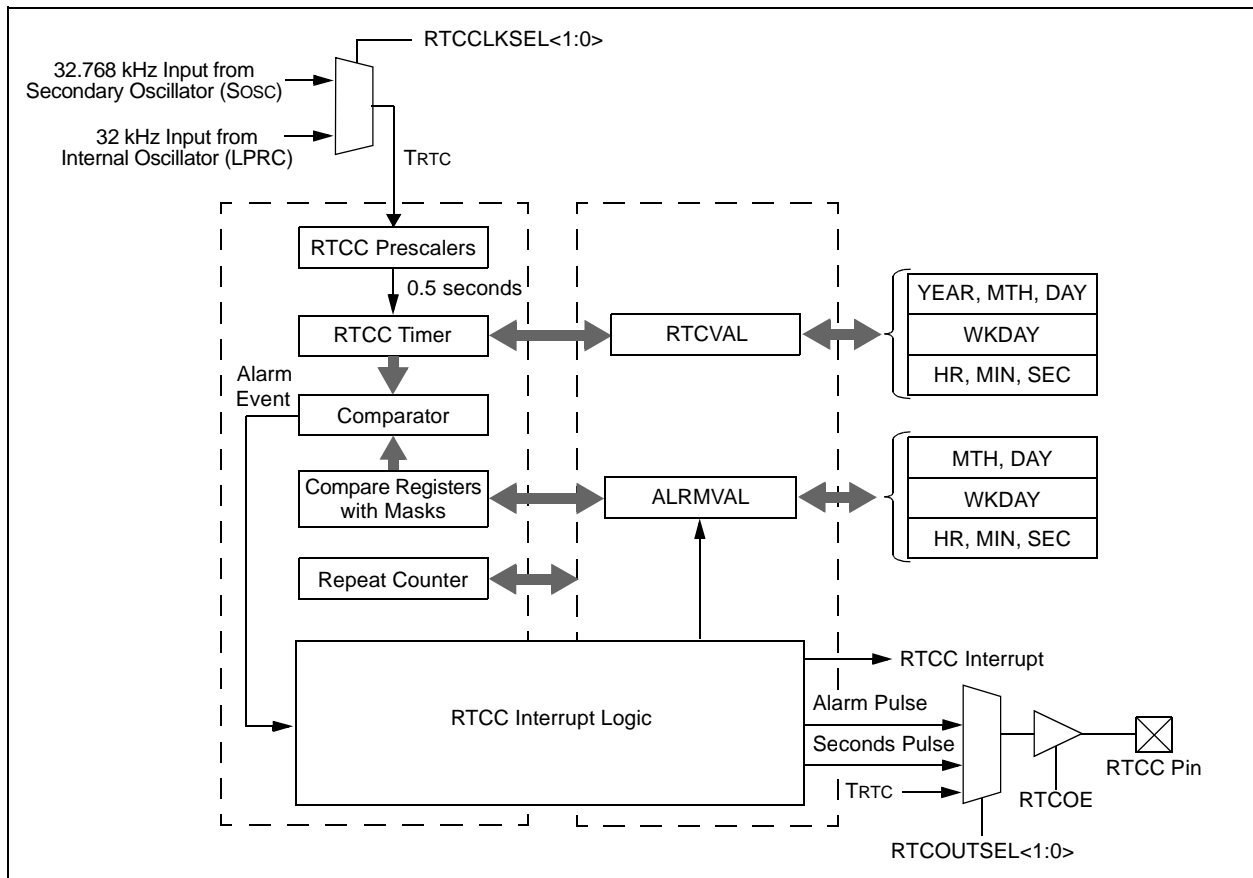 RTCCLKSEL<1:0>
32.768 kHz Input from
Secondary Oscillator (SOSC)
32 kHz Input from
Internal Oscillator (LPRC)
TRTC
RTCC Prescalers
0.5 seconds
RTCC Timer
RTCVAL
YEAR, MTH, DAY
WKDAY
HR, MIN, SEC
Alarm
Event
Comparator
Compare Registers
with Masks
ALRMVAL
MTH, DAY
WKDAY
HR, MIN, SEC
Repeat Counter
RTCC Interrupt Logic
RTCC Interrupt
Alarm Pulse
Seconds Pulse
TRTC
RTCC Pin
RTCOE
RTCOUTSEL<1:0>